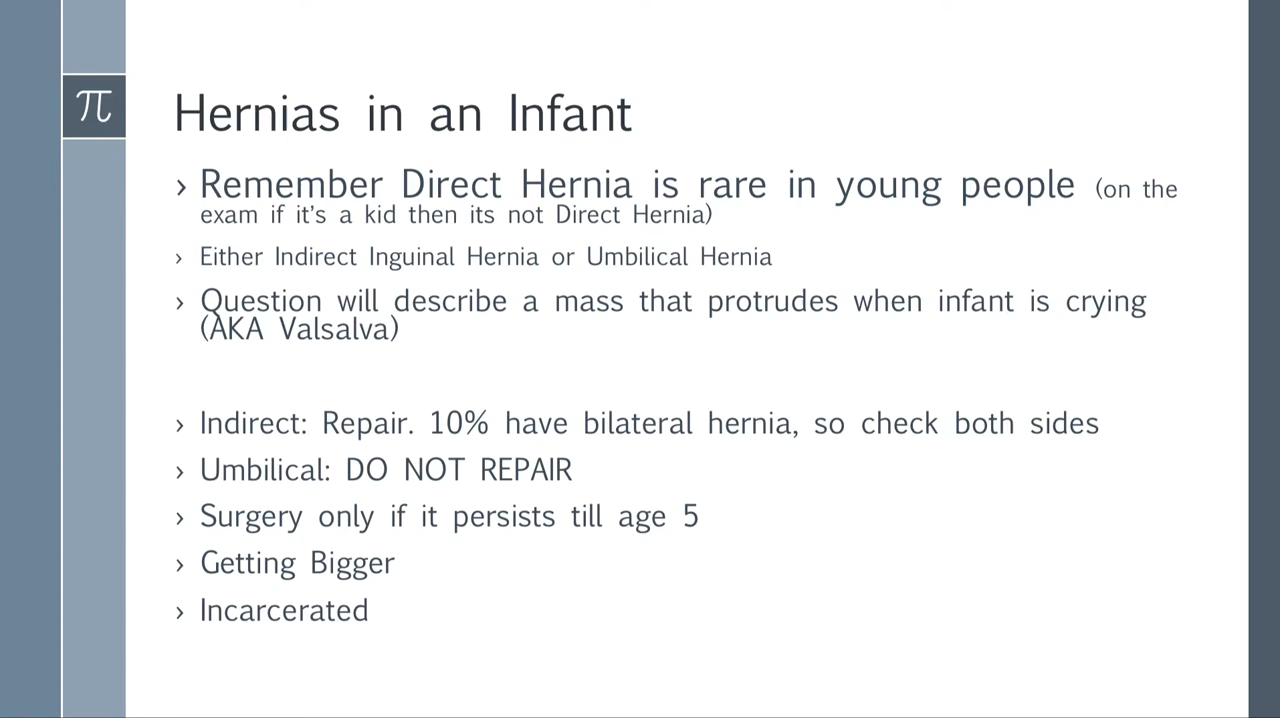 π
Hernias in an Infant
› Remember Direct Hernia is rare in young people (on the
exam if it's a kid then its not Direct Hernia)
› Either Indirect Inguinal Hernia or Umbilical Hernia
› Question will describe a mass that protrudes when infant is crying
(AKA Valsalva)
› Indirect: Repair. 10% have bilateral hernia, so check both sides
› Umbilical: DO NOT REPAIR
› Surgery only if it persists till age 5
› Getting Bigger
› Incarcerated